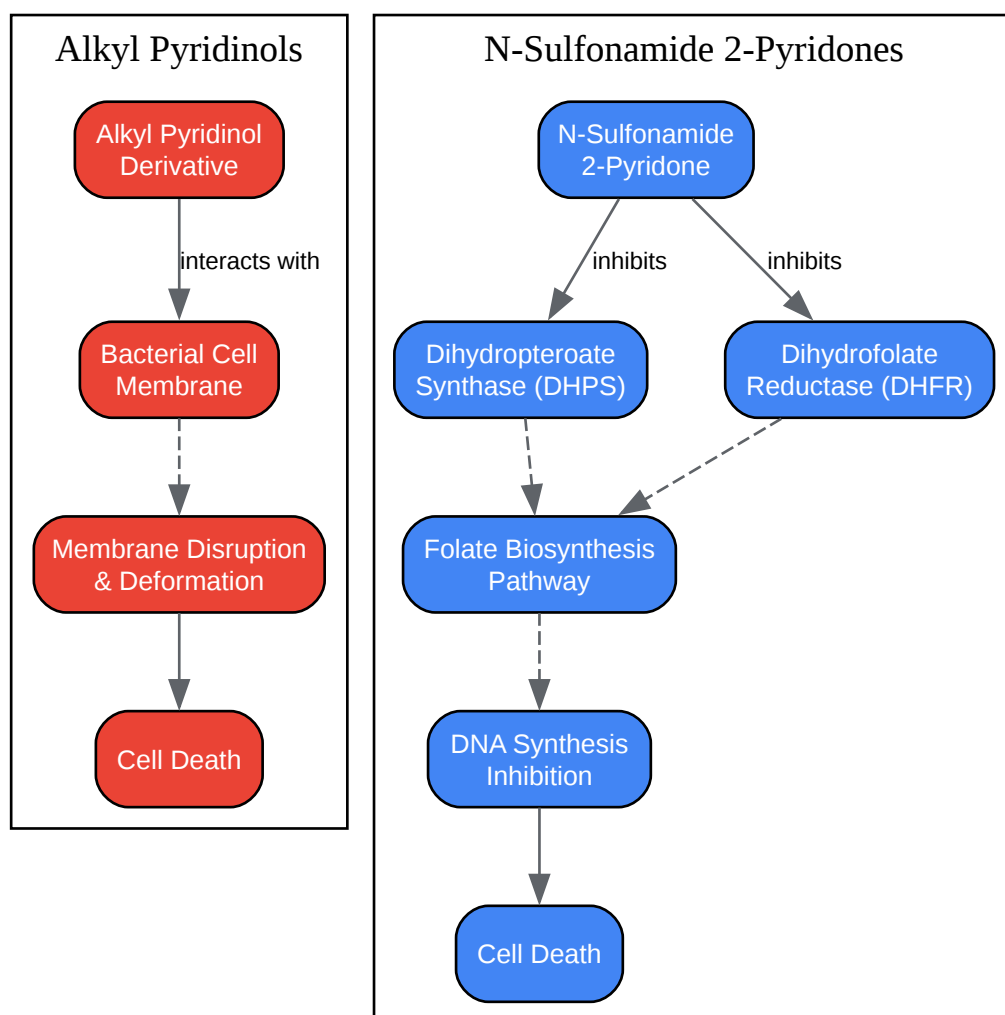 Alkyl Pyridinols
Alkyl Pyridinol
Derivative
interacts with
Bacterial Cell
Membrane
Membrane Disruption
& Deformation
Cell Death
N-Sulfonamide 2-Pyridones
N-Sulfonamide
2-Pyridone
inhibits
inhibits
Dihydropteroate
Synthase (DHPS)
Dihydrofolate
Reductase (DHFR)
Folate Biosynthesis
Pathway
DNA Synthesis
Inhibition
Cell Death